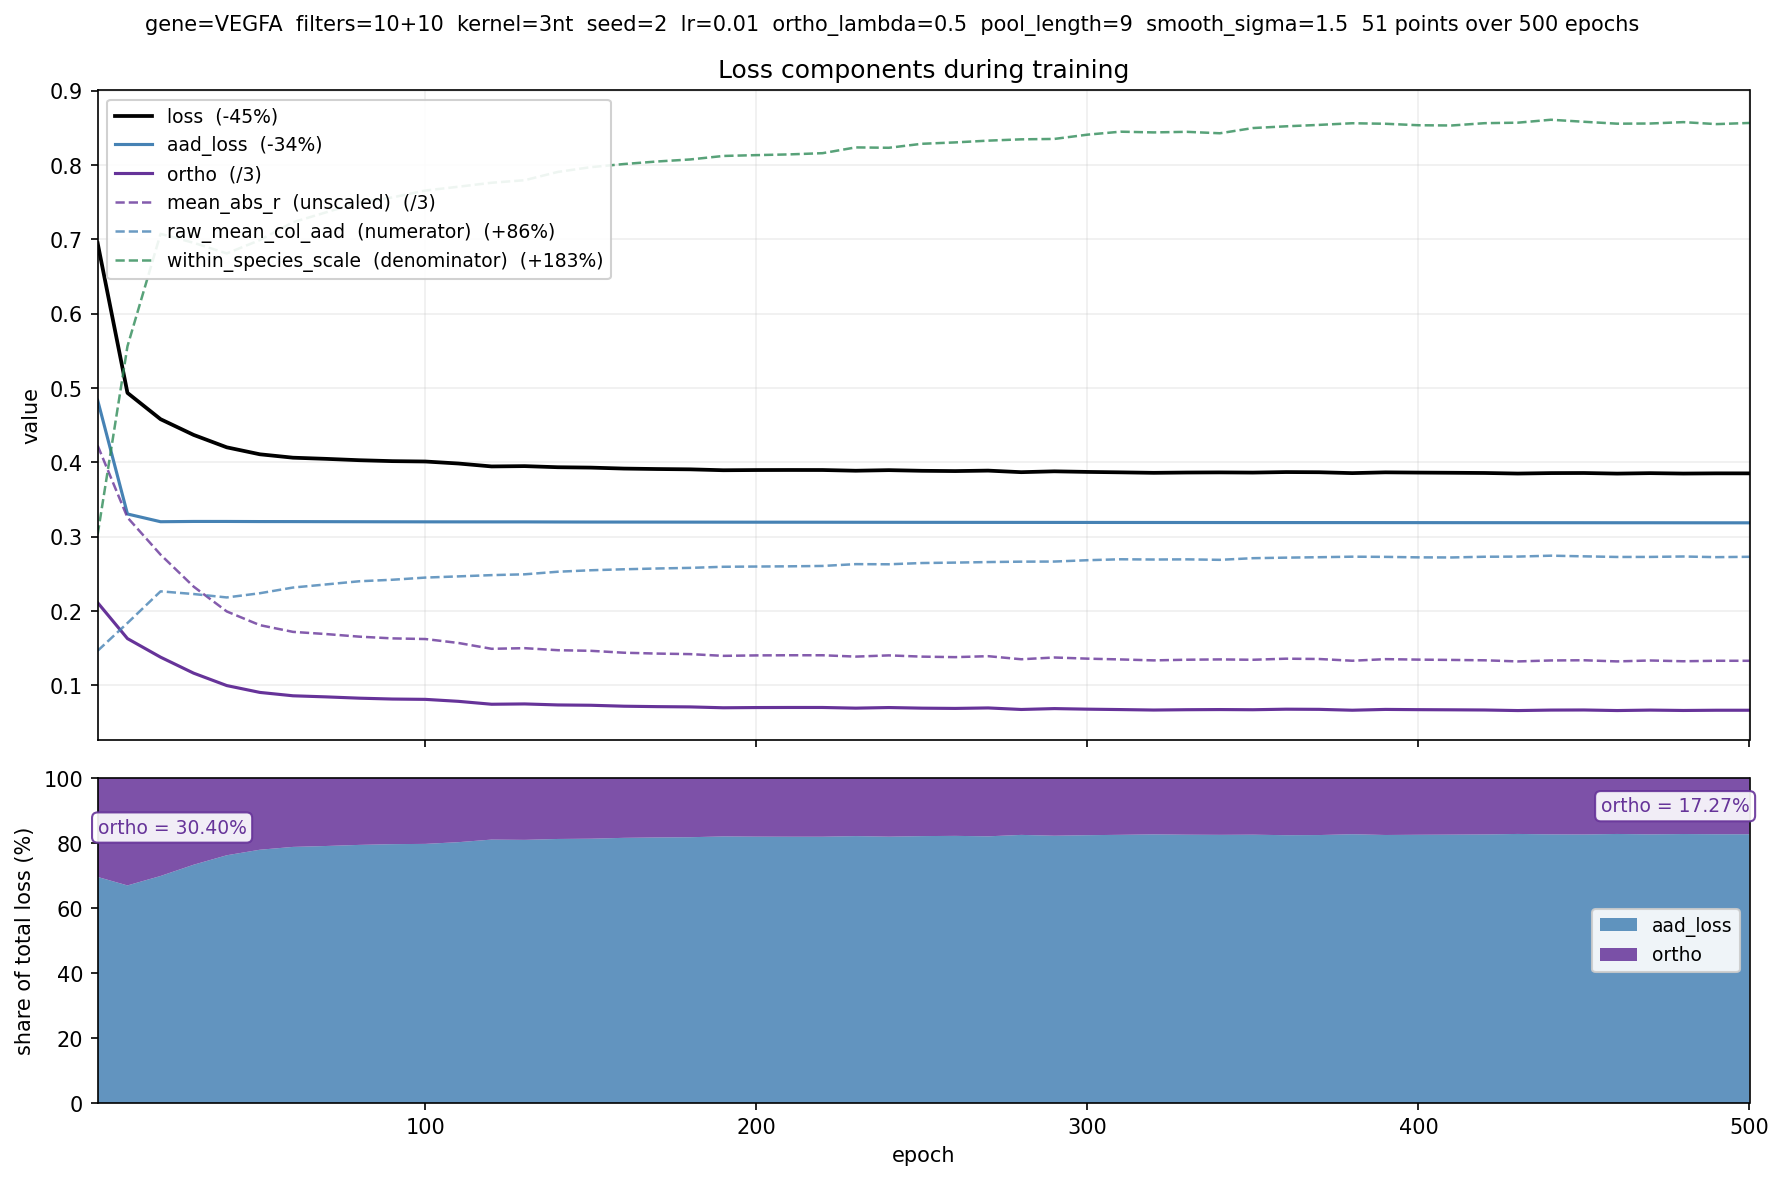 gene=VEGFA  filters=10+10  kernel=3nt  seed=2  lr=0.01  ortho_lambda=0.5  pool_length=9  smooth_sigma=1.5  51 points over 500 epochs
Loss components during training
0.9
0.8
0.7
0.6
0.5
0.4
0.3
0.2
0.1
value
loss  (-45%)
aad_loss  (-34%)
ortho  (/3)
mean_abs_r  (unscaled)  (/3)
raw_mean_col_aad  (numerator)  (+86%)
within_species_scale  (denominator)  (+183%)
100
80
60
40
20
0
share of total loss (%)
ortho = 30.40%
ortho = 17.27%
aad_loss
ortho
100
200
300
400
500
epoch